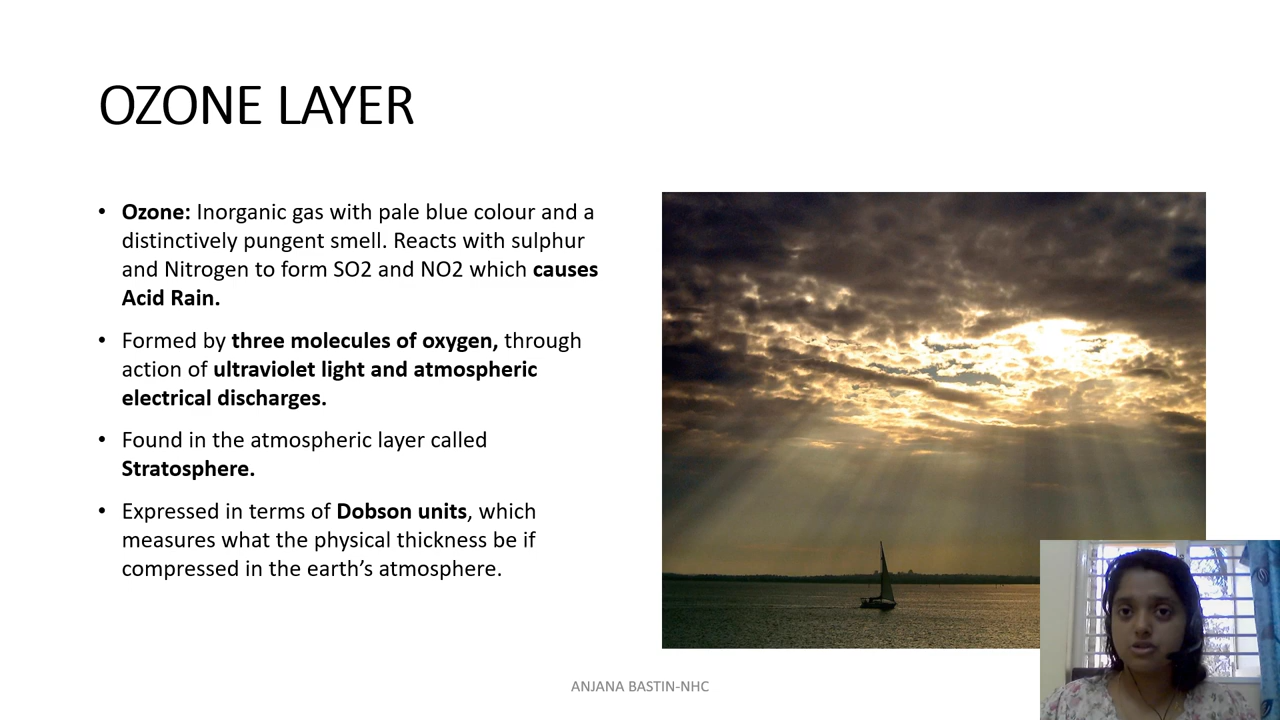 OZONE LAYER
• Ozone: Inorganic gas with pale blue colour and a
distinctively pungent smell. Reacts with sulphur
and Nitrogen to form SO2 and NO2 which causes
Acid Rain.
• Formed by three molecules of oxygen, through
action of ultraviolet light and atmospheric
electrical discharges.
• Found in the atmospheric layer called
Stratosphere.
• Expressed in terms of Dobson units, which
measures what the physical thickness be if
compressed in the earth’s atmosphere.
ANJANA BASTIN-NHC